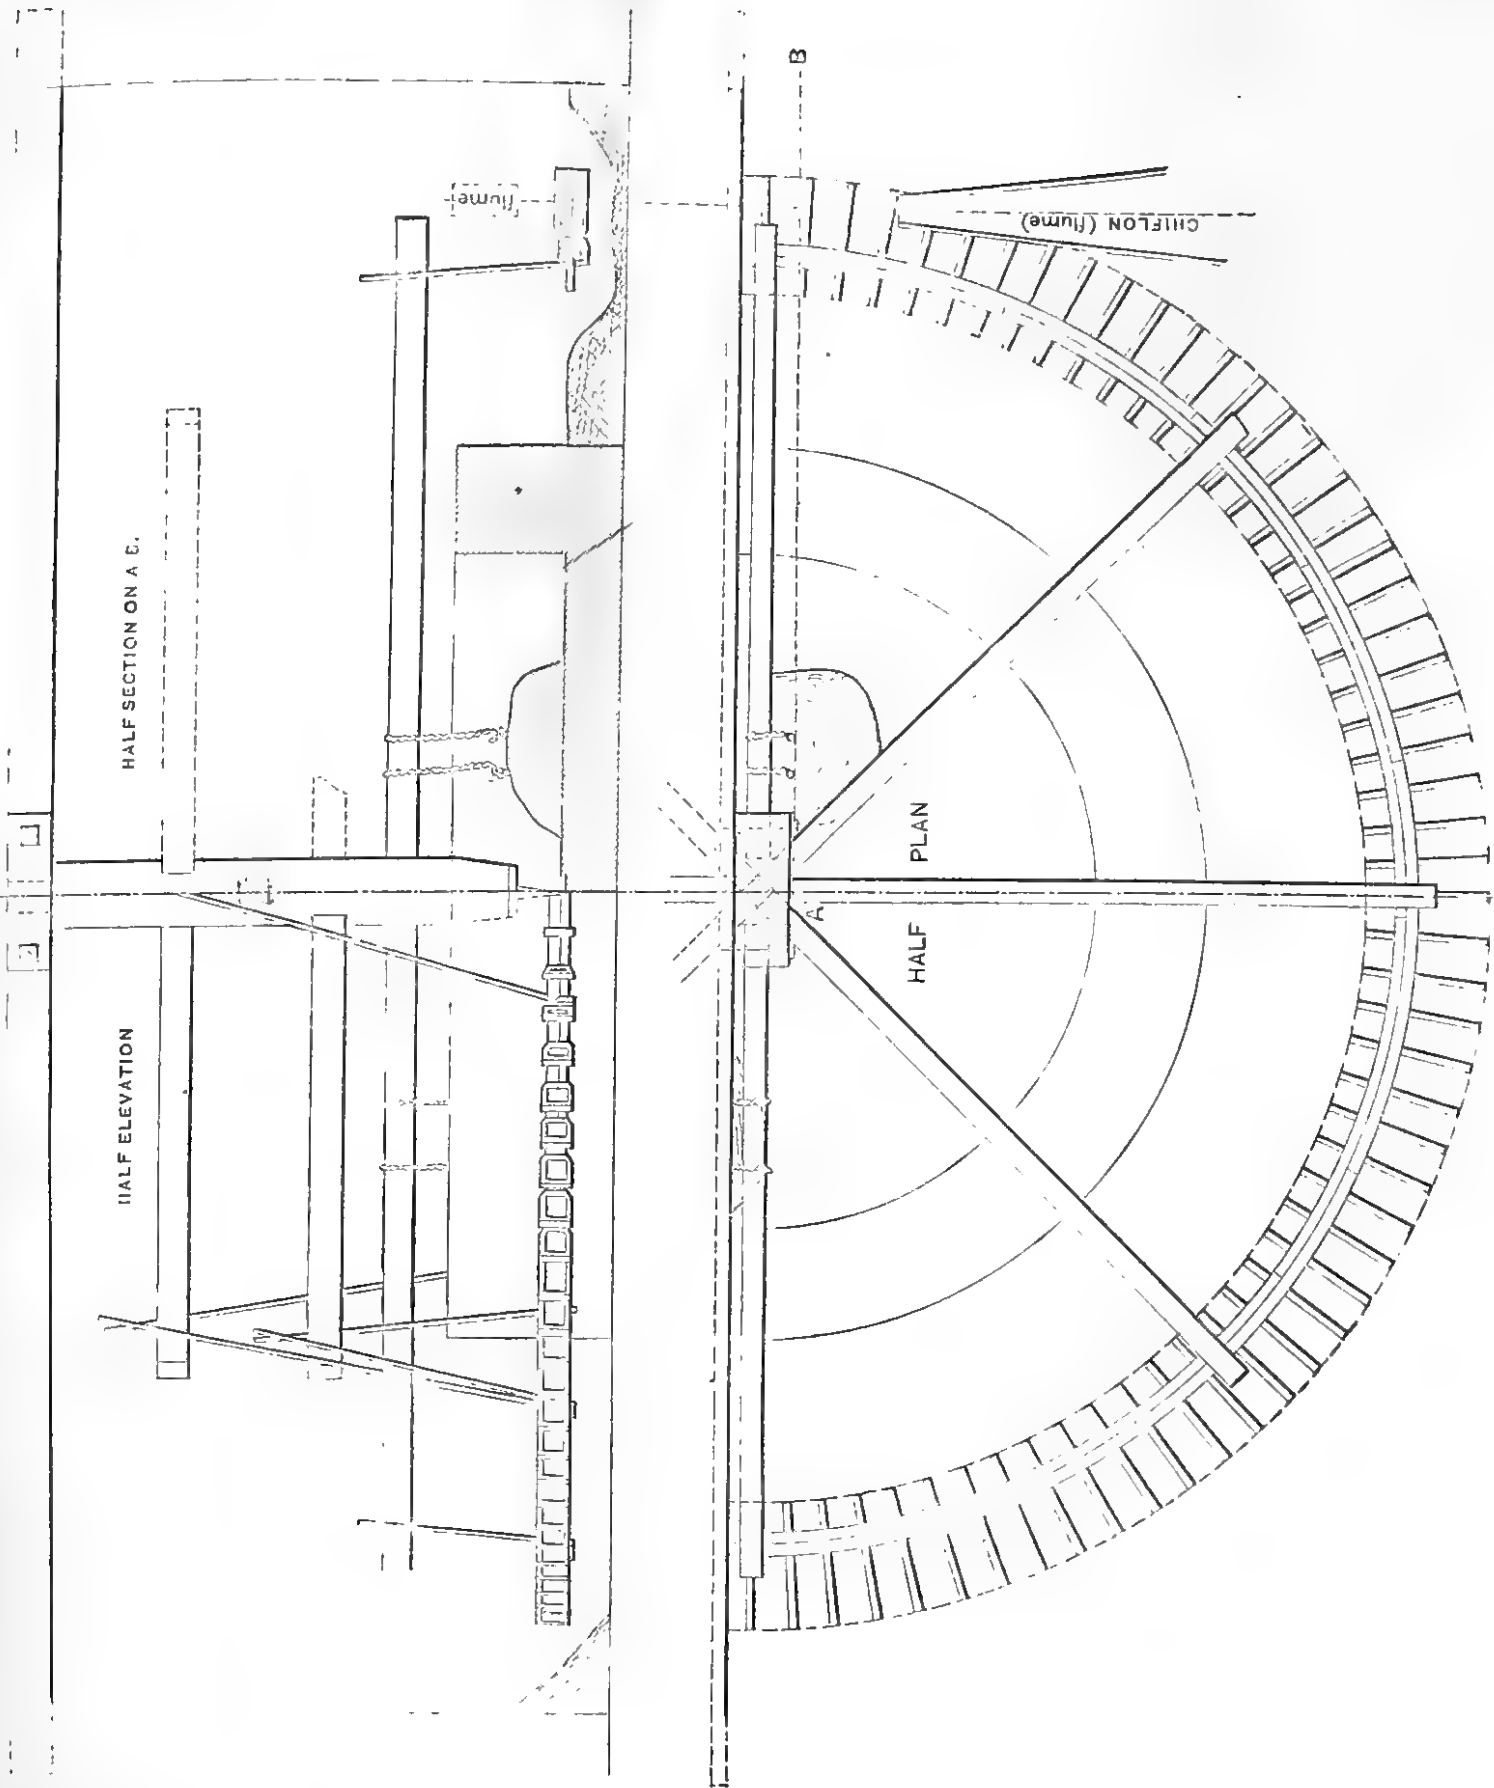 HALF ELEVATION
HALF SECTION ON A B.
flume
B
CHIFLON (flume)
A
HALF PLAN